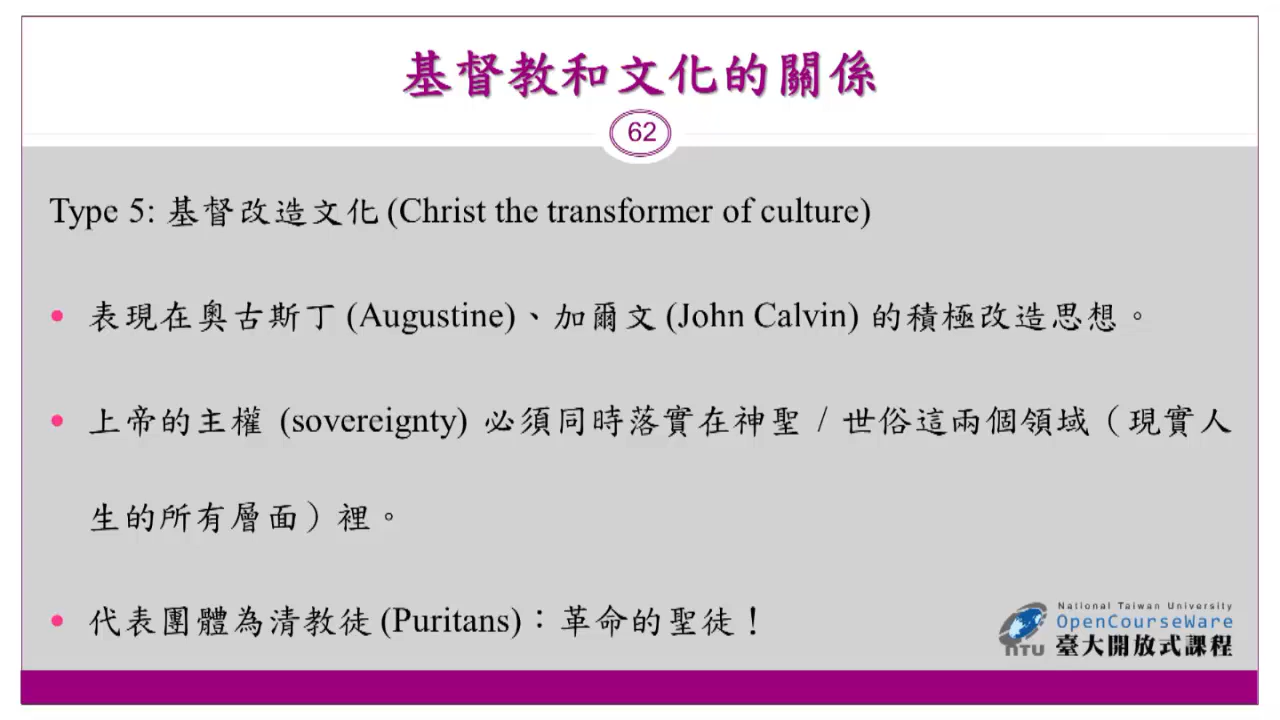 基督教和文化的關係
62
Type 5: 基督改造文化 (Christ the transformer of culture)
• 表現在奧古斯丁 (Augustine)、加爾文 (John Calvin) 的積極改造思想。
• 上帝的主權 (sovereignty) 必須同時落實在神聖 / 世俗這兩個領域（現實人
生的所有層面）裡。
• 代表團體為清教徒 (Puritans)：革命的聖徒！
National Taiwan University
OpenCourseWare
NTU 臺大開放式課程